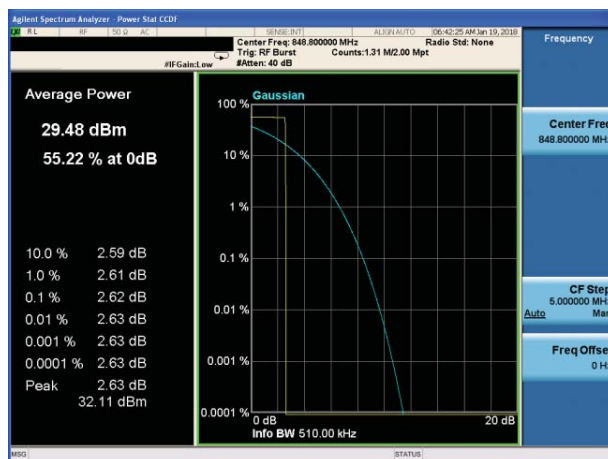 Agilent Spectrum Analyzer - Power Stat CCDF
RL RF 50 Ω AC SENSE:INT ALIGN AUTO 06:42:25 AM Jan 19, 2018
Center Freq: 848.800000 MHz Radio Std: None
Trig: RF Burst Counts:1.31 M/2.00 Mpt
#IFGain:Low #Atten: 40 dB
Frequency
Average Power
29.48 dBm
55.22 % at 0dB
10.0 % 2.59 dB
1.0 % 2.61 dB
0.1 % 2.62 dB
0.01 % 2.63 dB
0.001 % 2.63 dB
0.0001 % 2.63 dB
Peak 2.63 dB
32.11 dBm
Gaussian
100 %
10 %
1 %
0.1 %
0.01 %
0.001 %
0.0001 %
0 dB 20 dB
Info BW 510.00 kHz
Center Freq
848.800000 MHz
CF Step
5.000000 MHz
Auto Man
Freq Offse
0 Hz
MSG STATUS